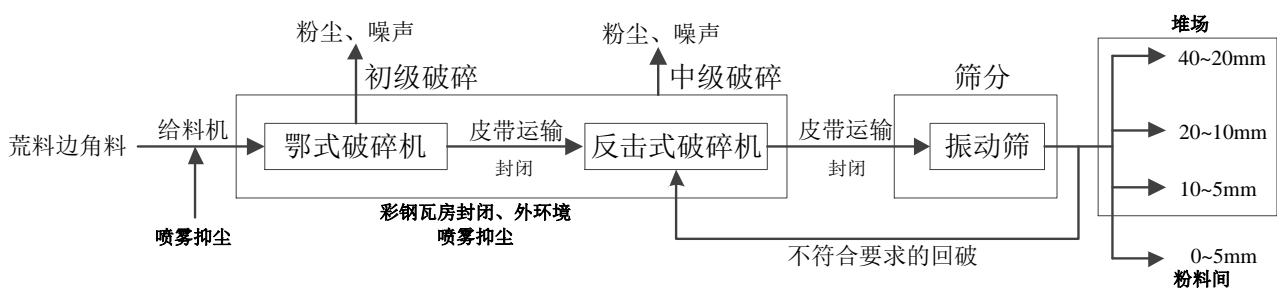 粉尘、噪声
粉尘、噪声
堆场
初级破碎
中级破碎
筛分
40~20mm
荒料边角料
给料机
鄂式破碎机
皮带运输
封闭
反击式破碎机
皮带运输
封闭
振动筛
20~10mm
10~5mm
喷雾抑尘
彩钢瓦房封闭、外环境
喷雾抑尘
不符合要求的回破
0~5mm
粉料间